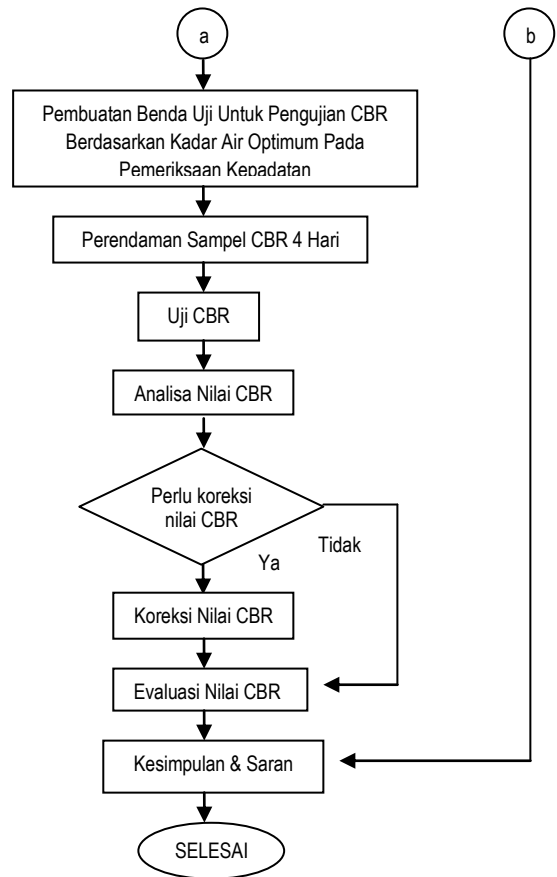 a
b
Pembuatan Benda Uji Untuk Pengujian CBR
Berdasarkan Kadar Air Optimum Pada
Pemeriksaan Kepadatan
Perendaman Sampel CBR 4 Hari
Uji CBR
Analisa Nilai CBR
Perlu koreksi
nilai CBR
Tidak
Ya
Koreksi Nilai CBR
Evaluasi Nilai CBR
Kesimpulan & Saran
SELESAI